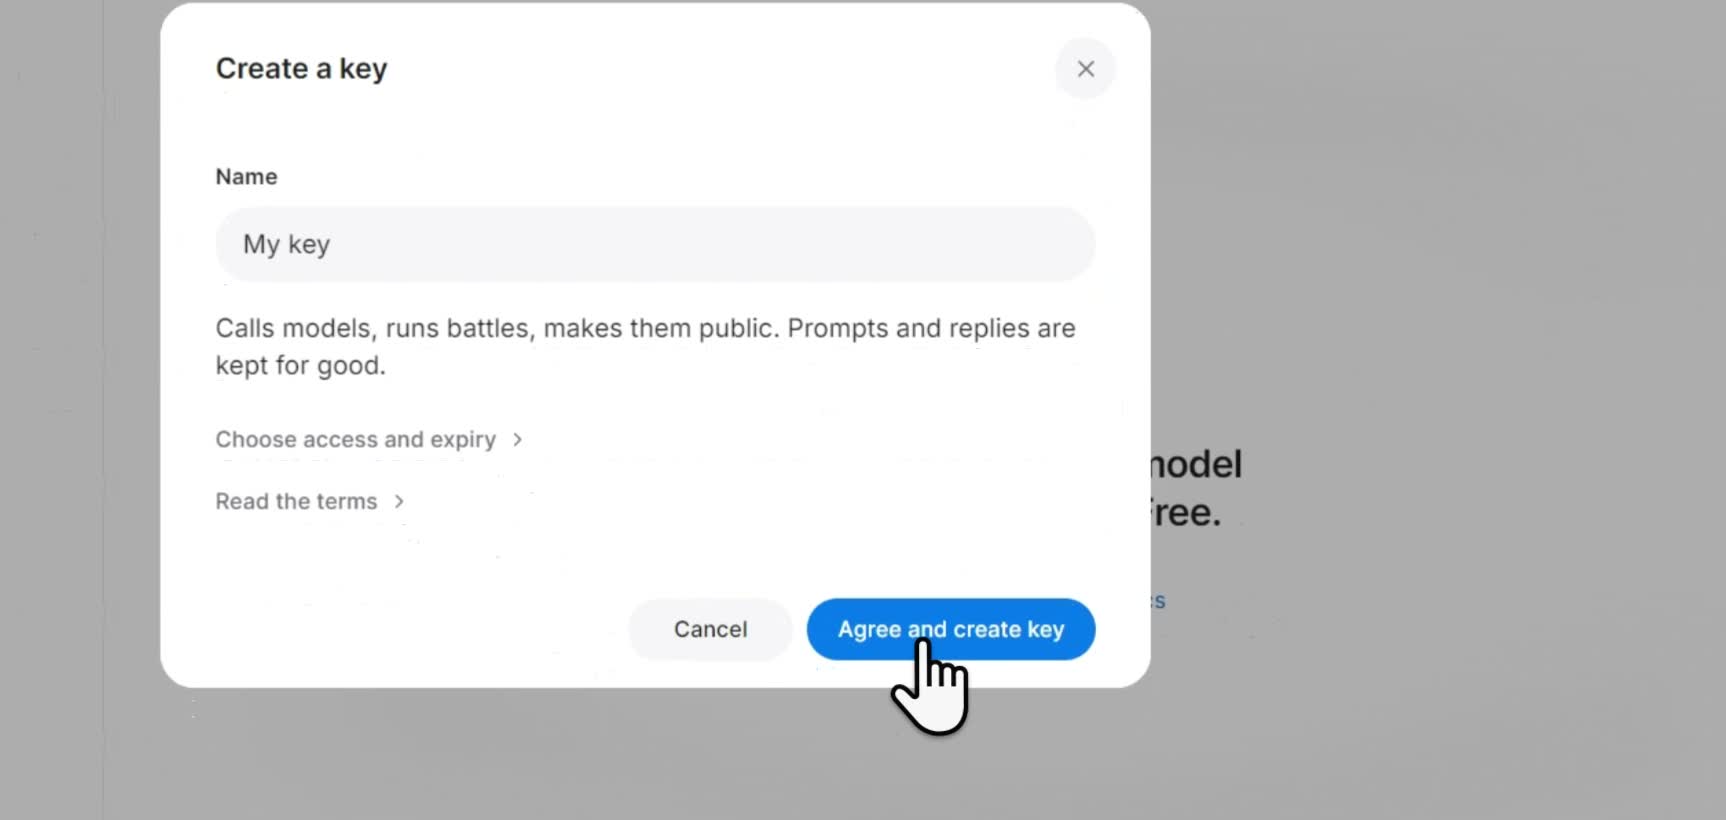 Create a key
Name
My key
Calls models, runs battles, makes them public. Prompts and replies are
kept for good.
Choose access and expiry
Read the terms
Cancel
Agree and create key